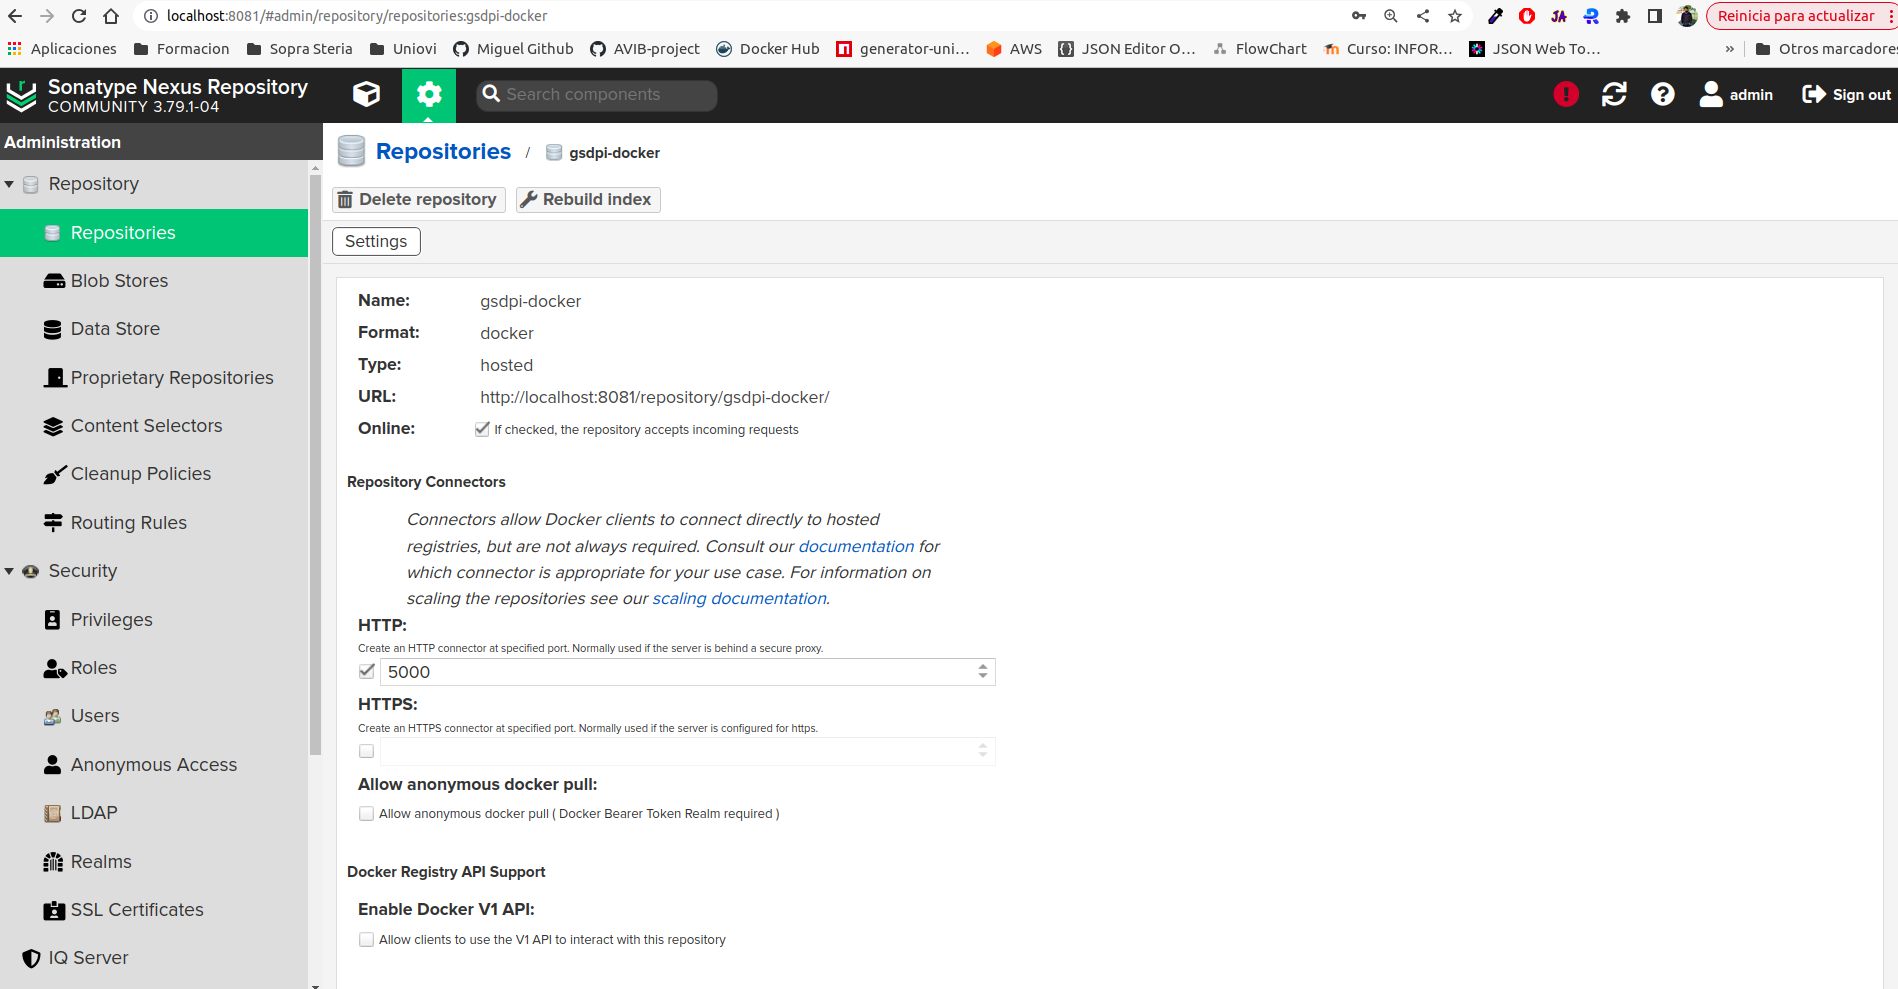 localhost:8081/#admin/repository/repositories:gsdpi-docker
Reinicia para actualizar
Aplicaciones Formacion Sopra Steria Uniovi Miguel Github AVIB-project Docker Hub generator-uni... AWS JSON Editor O... FlowChart Curso: INFOR... JSON Web To... » Otros marcadores
Sonatype Nexus Repository
COMMUNITY 3.79.1-04
Search components
admin
Sign out
Administration
Repository
Repositories
Blob Stores
Data Store
Proprietary Repositories
Content Selectors
Cleanup Policies
Routing Rules
Security
Privileges
Roles
Users
Anonymous Access
LDAP
Realms
SSL Certificates
IQ Server
Repositories / gsdpi-docker
Delete repository Rebuild index
Settings
Name: gsdpi-docker
Format: docker
Type: hosted
URL: http://localhost:8081/repository/gsdpi-docker/
Online: If checked, the repository accepts incoming requests
Repository Connectors
Connectors allow Docker clients to connect directly to hosted
registries, but are not always required. Consult our documentation for
which connector is appropriate for your use case. For information on
scaling the repositories see our scaling documentation.
HTTP:
Create an HTTP connector at specified port. Normally used if the server is behind a secure proxy.
5000
HTTPS:
Create an HTTPS connector at specified port. Normally used if the server is configured for https.
Allow anonymous docker pull:
Allow anonymous docker pull ( Docker Bearer Token Realm required )
Docker Registry API Support
Enable Docker V1 API:
Allow clients to use the V1 API to interact with this repository